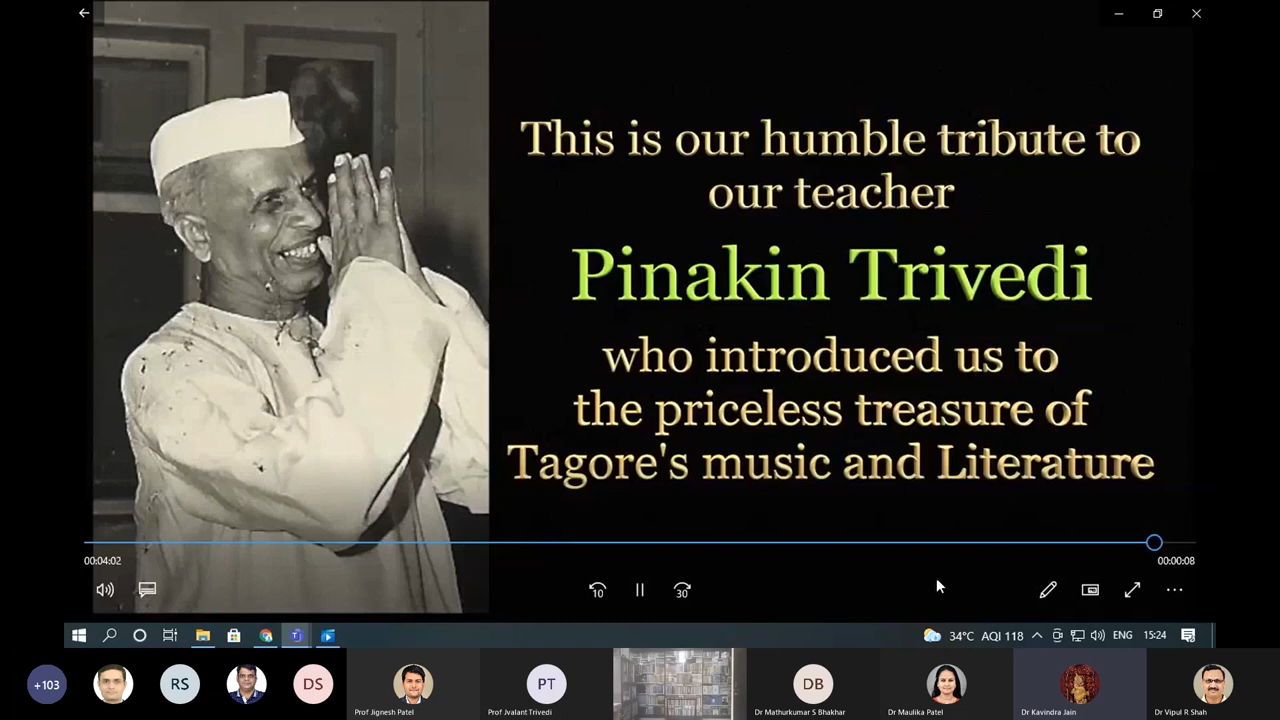 This is our humble tribute to
our teacher
Pinakin Trivedi
who introduced us to
the priceless treasure of
Tagore's music and Literature
00:04:02
00:00:08
10
30
34°C AQI 118
ENG
15:24
+103
RS
DS
Prof Jignesh Patel
PT
Prof Jvalant Trivedi
DB
Dr Mathurkumar S Bhakhar
Dr Maulika Patel
Dr Kavindra Jain
Dr Vipul R Shah